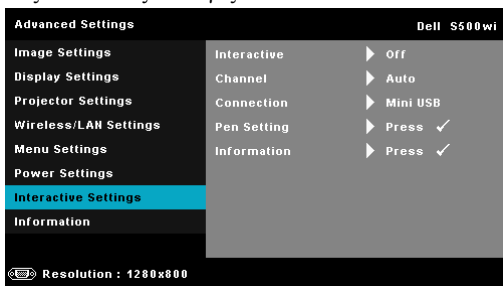 Advanced Settings Dell S500wi
Image Settings
Display Settings
Projector Settings
Wireless/LAN Settings
Menu Settings
Power Settings
Interactive Settings
Information
Interactive Off
Channel Auto
Connection Mini USB
Pen Setting Press ✓
Information Press ✓
Resolution : 1280x800